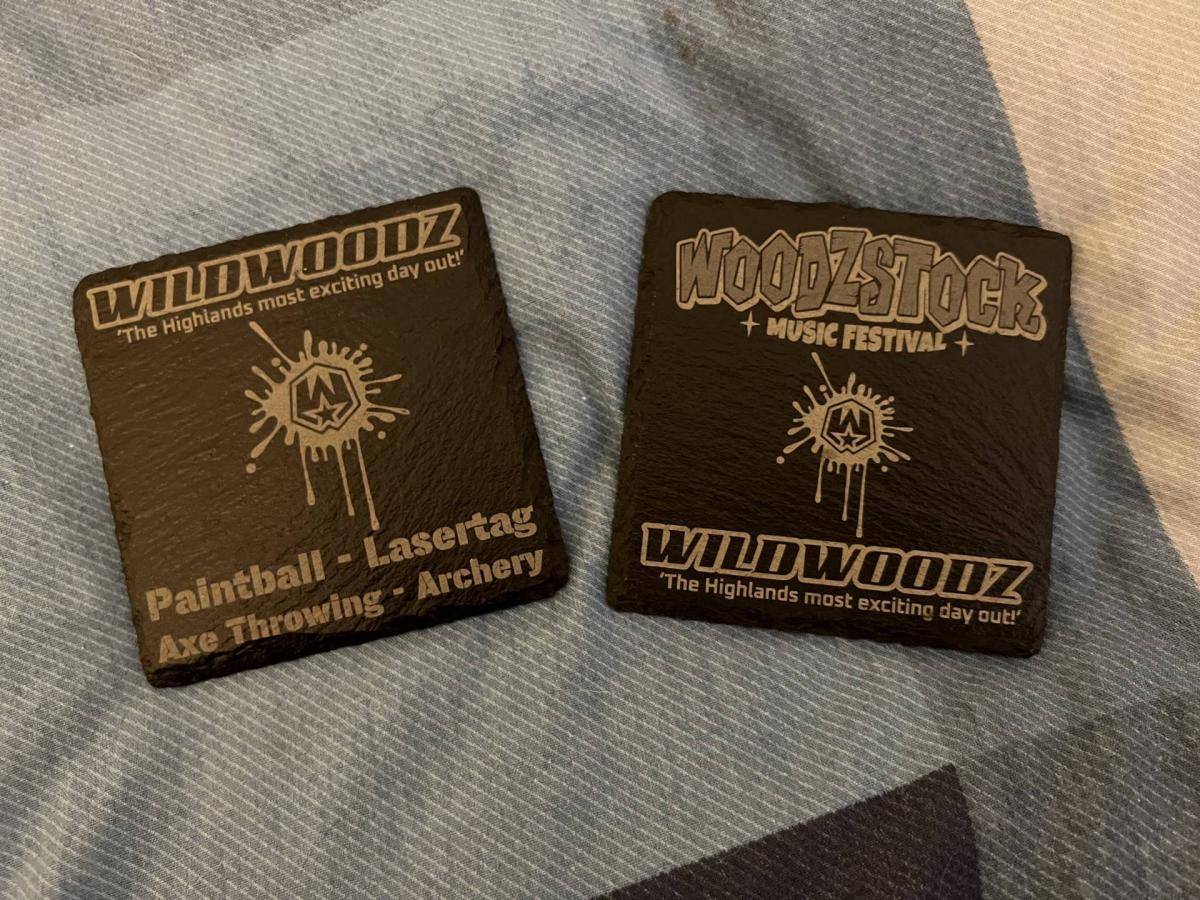 WILDWOODZ
'The Highlands most exciting day out!'
W
Paintball - Lasertag
Axe Throwing - Archery
WOODZSTOCK
MUSIC FESTIVAL
W
WILDWOODZ
'The Highlands most exciting day out!'